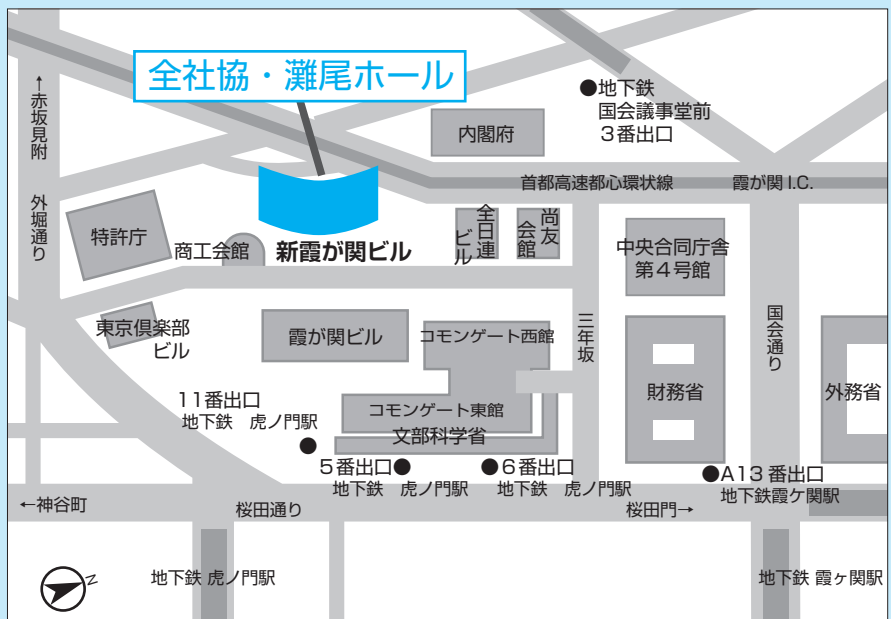 全社協・灘尾ホール
●地下鉄
国会議事堂前
3番出口
←赤坂見附
外堀通り
内閣府
首都高速都心環状線
霞が関 I.C.
特許庁
商工会館
新霞が関ビル
全日連
ビル
尚友
会館
中央合同庁舎
第4号館
東京倶楽部
ビル
霞が関ビル
コモンゲート西館
三年坂
国会通り
財務省
外務省
11番出口
地下鉄 虎ノ門駅
コモンゲート東館
文部科学省
5番出口●
地下鉄 虎ノ門駅
●6番出口
地下鉄 虎ノ門駅
●A13番出口
地下鉄霞ケ関駅
←神谷町
桜田通り
桜田門→
N
地下鉄 虎ノ門駅
地下鉄 霞ヶ関駅